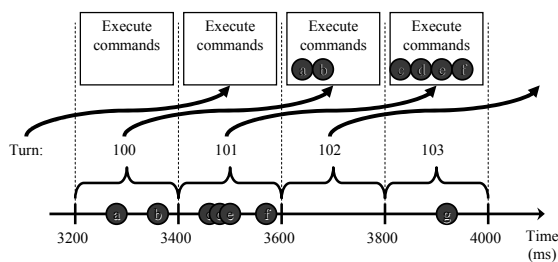 Execute
commands
Execute
commands
Execute
commands
a b
Execute
commands
c d e f
Turn: 100 101 102 103
a b c d e f g
3200 3400 3600 3800 4000 Time
(ms)